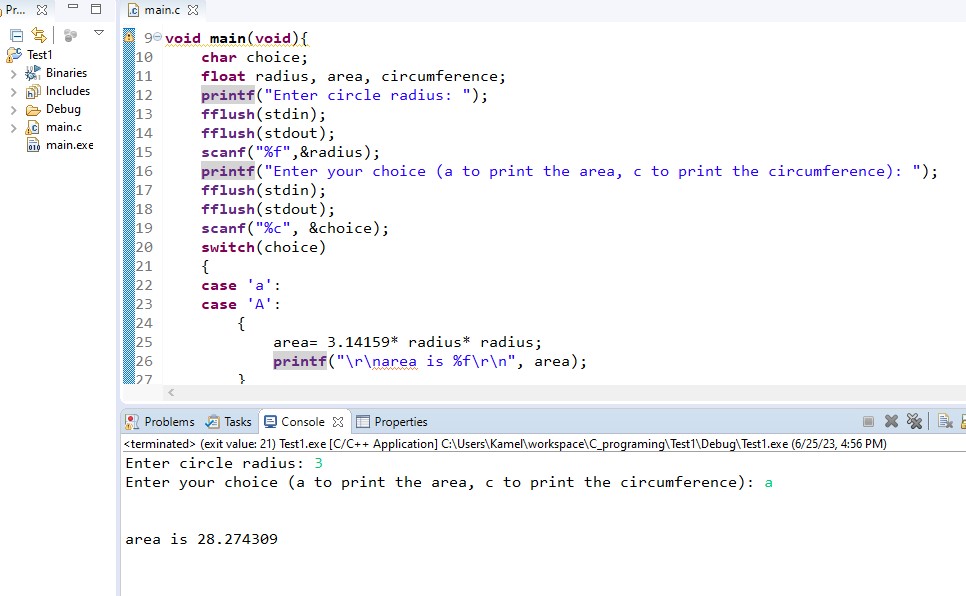 Pr...
main.c
Test1
Binaries
Includes
Debug
main.c
main.exe
9 void main(void){
10 char choice;
11 float radius, area, circumference;
12 printf("Enter circle radius: ");
13 fflush(stdin);
14 fflush(stdout);
15 scanf("%f",&radius);
16 printf("Enter your choice (a to print the area, c to print the circumference): ");
17 fflush(stdin);
18 fflush(stdout);
19 scanf("%c", &choice);
20 switch(choice)
21 {
22 case 'a':
23 case 'A':
24 {
25 area= 3.14159* radius* radius;
26 printf("\r\narea is %f\r\n", area);
27 }
Problems Tasks Console Properties
<terminated> (exit value: 21) Test1.exe [C/C++ Application] C:\Users\Kamel\workspace\C_programing\Test1\Debug\Test1.exe (6/25/23, 4:56 PM)
Enter circle radius: 3
Enter your choice (a to print the area, c to print the circumference): a
area is 28.274309